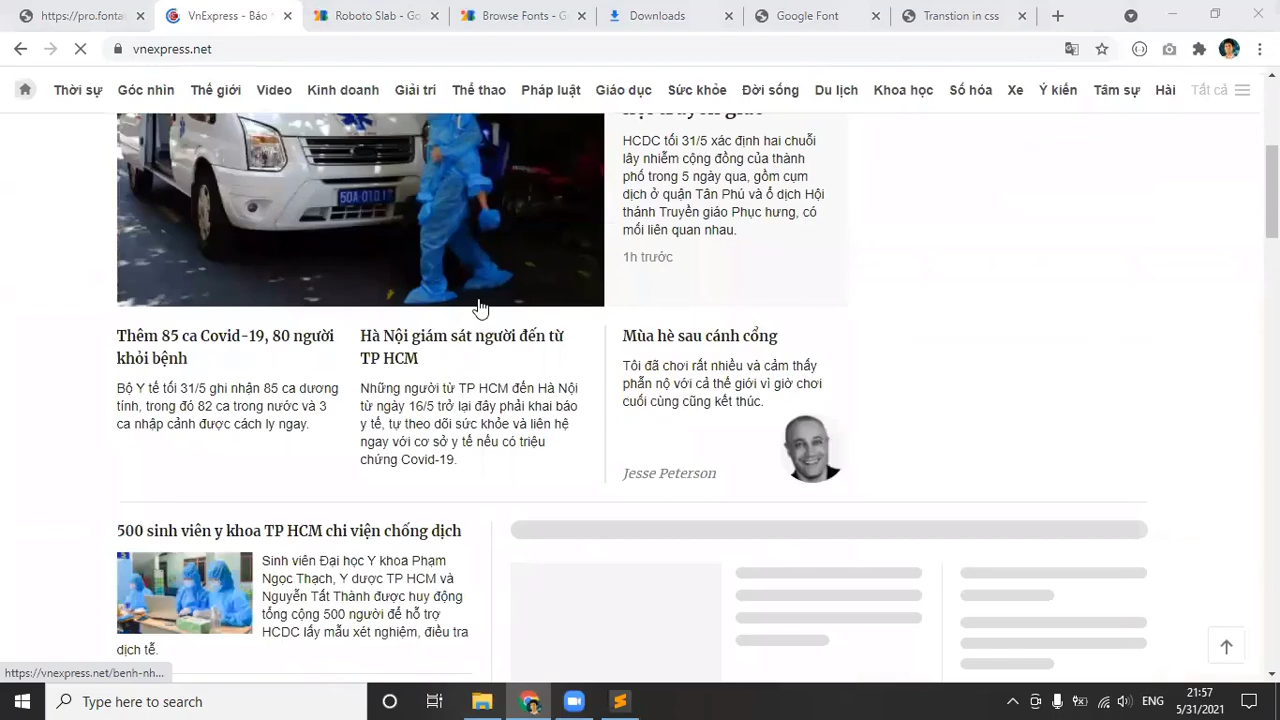 https://pro.fonta
VnExpress - Báo
Roboto Slab - Go
Browse Fonts - G
Downloads
Google Font
Transtion in css
vnexpress.net
Thời sự
Góc nhìn
Thế giới
Video
Kinh doanh
Giải trí
Thể thao
Pháp luật
Giáo dục
Sức khỏe
Đời sống
Du lịch
Khoa học
Số hóa
Xe
Ý kiến
Tâm sự
Hài
Tất cả
50A 010.1
HCDC tối 31/5 xác định hai chuỗi
lây nhiễm cộng đồng của thành
phố trong 5 ngày qua, gồm cụm
dịch ở quận Tân Phú và ổ dịch Hội
thánh Truyền giáo Phục hưng, có
mối liên quan nhau.
1h trước
Thêm 85 ca Covid-19, 80 người
khỏi bệnh
Bộ Y tế tối 31/5 ghi nhận 85 ca dương
tính, trong đó 82 ca trong nước và 3
ca nhập cảnh được cách ly ngay.
Hà Nội giám sát người đến từ
TP HCM
Những người từ TP HCM đến Hà Nội
từ ngày 16/5 trở lại đây phải khai báo
y tế, tự theo dõi sức khỏe và liên hệ
ngay với cơ sở y tế nếu có triệu
chứng Covid-19.
Mùa hè sau cánh cổng
Tôi đã chơi rất nhiều và cảm thấy
phẫn nộ với cả thế giới vì giờ chơi
cuối cùng cũng kết thúc.
Jesse Peterson
500 sinh viên y khoa TP HCM chi viện chống dịch
Sinh viên Đại học Y khoa Phạm
Ngọc Thạch, Y dược TP HCM và
Nguyễn Tất Thành được huy động
tổng cộng 500 người để hỗ trợ
HCDC lấy mẫu xét nghiệm, điều tra
dịch tễ.
https://vnexpress.net/benh-nh...
Type here to search
ENG
21:57
5/31/2021